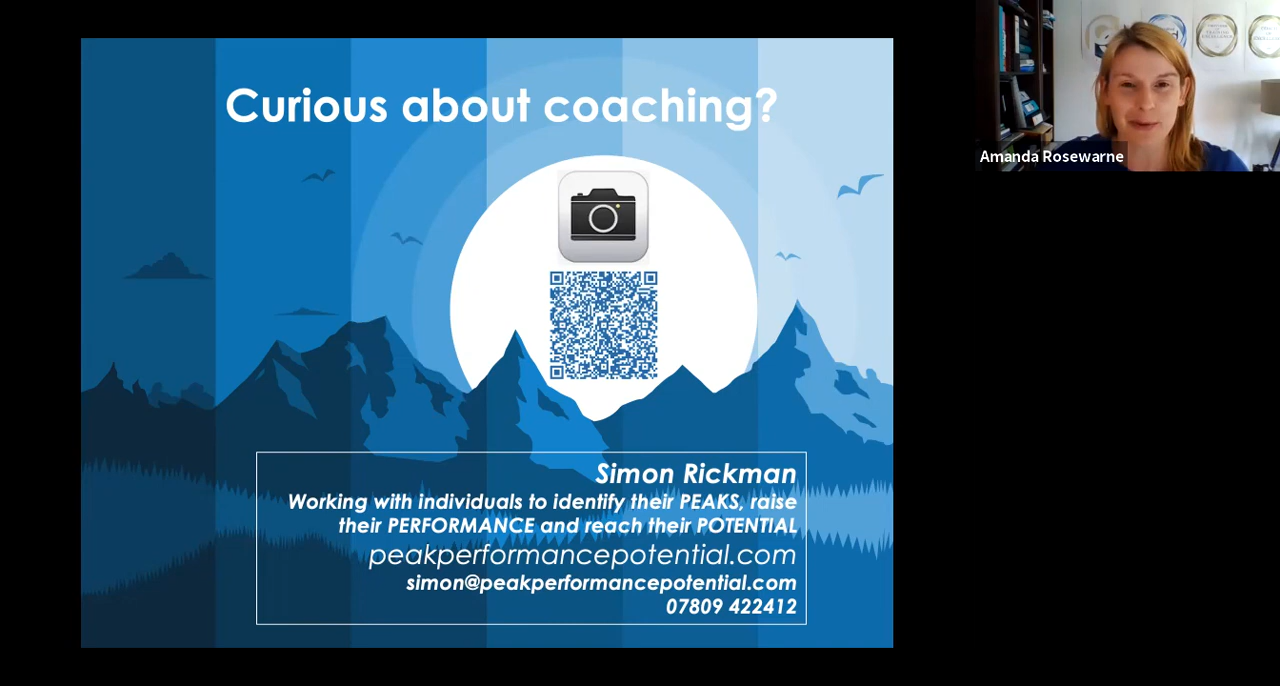 Curious about coaching?
Simon Rickman
Working with individuals to identify their PEAKS, raise
their PERFORMANCE and reach their POTENTIAL
peakperformancepotential.com
simon@peakperformancepotential.com
07809 422412
Amanda Rosewarne